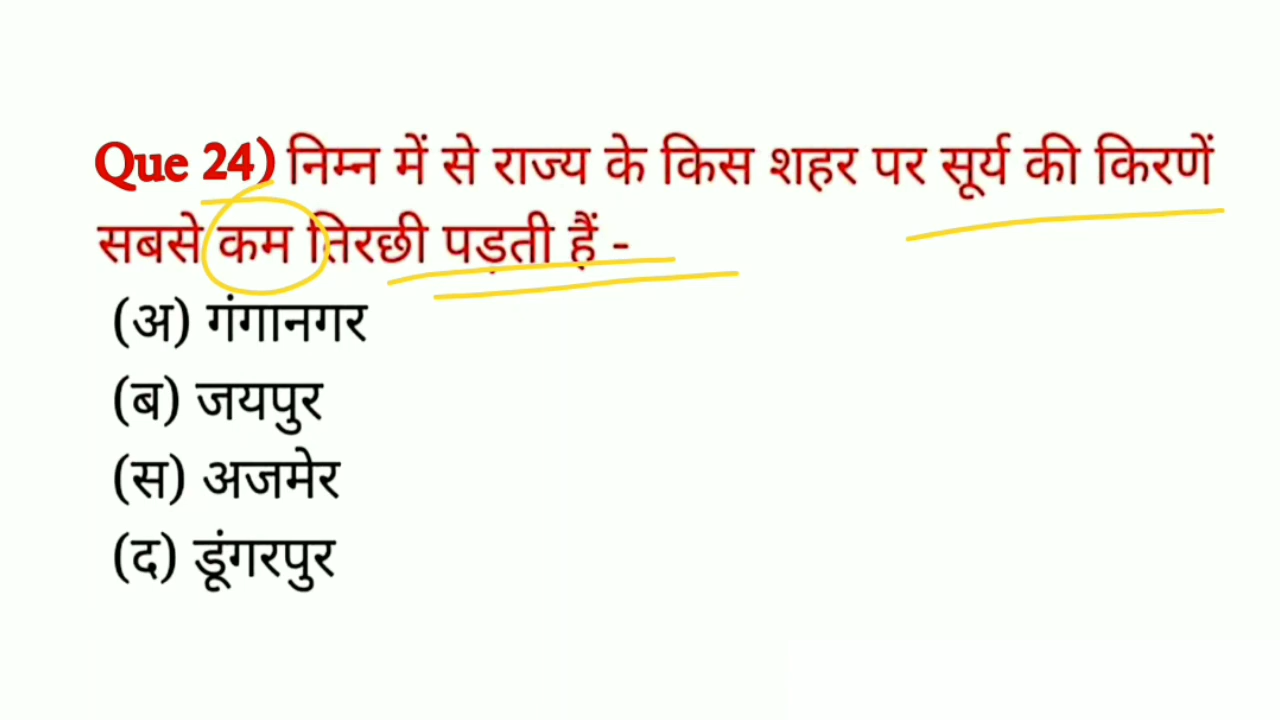 Que 24) निम्न में से राज्य के किस शहर पर सूर्य की किरणें
सबसे कम तिरछी पड़ती हैं -
(अ) गंगानगर
(ब) जयपुर
(स) अजमेर
(द) डूंगरपुर